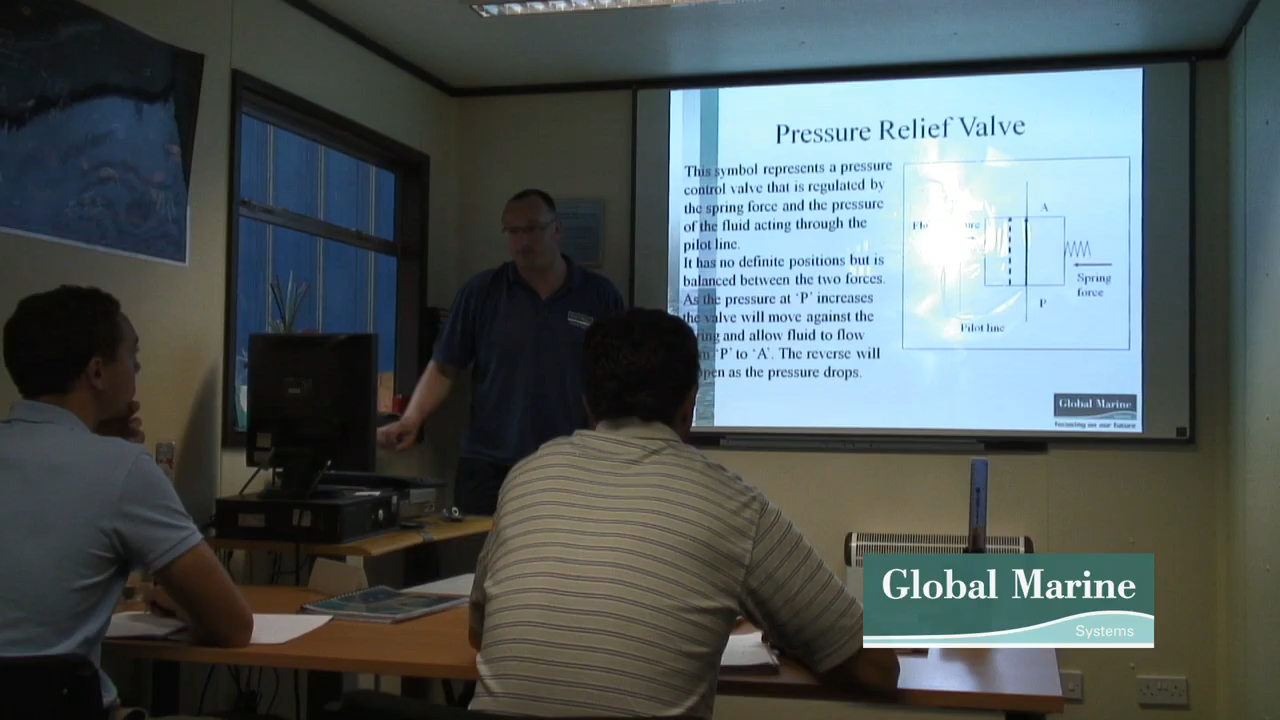 Pressure Relief Valve
This symbol represents a pressure
control valve that is regulated by
the spring force and the pressure
of the fluid acting through the
pilot line.
It has no definite positions but is
balanced between the two forces.
As the pressure at 'P' increases
the valve will move against the
and allow fluid to flow
'P' to 'A'. The reverse will
as the pressure drops.
A
Spring
force
P
Pilot line
Global Marine
focusing on our future
Global Marine
Systems